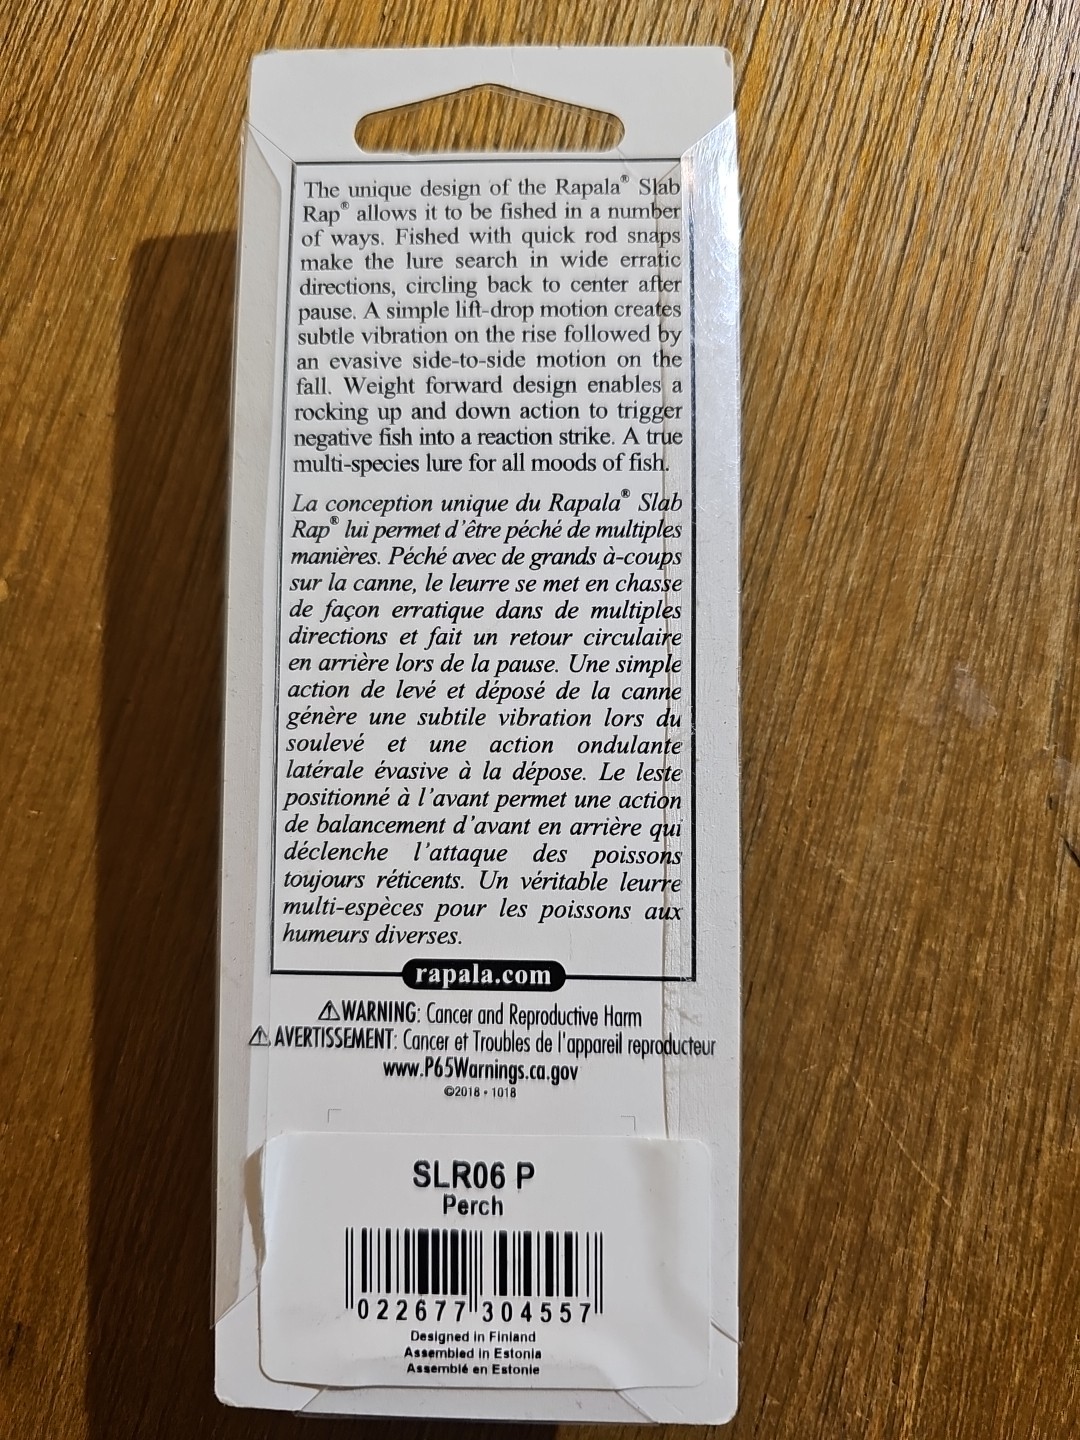 The unique design of the Rapala® Slab
Rap® allows it to be fished in a number
of ways. Fished with quick rod snaps
make the lure search in wide erratic
directions, circling back to center after
pause. A simple lift-drop motion creates
subtle vibration on the rise followed by
an evasive side-to-side motion on the
fall. Weight forward design enables a
rocking up and down action to trigger
negative fish into a reaction strike. A true
multi-species lure for all moods of fish.
La conception unique du Rapala® Slab
Rap® lui permet d'être péché de multiples
manières. Péché avec de grands à-coups
sur la canne, le leurre se met en chasse
de façon erratique dans de multiples
directions et fait un retour circulaire
en arrière lors de la pause. Une simple
action de levé et déposé de la canne
génère une subtile vibration lors du
soulevé et une action ondulante
latérale évasive à la dépose. Le leste
positionné à l'avant permet une action
de balancement d'avant en arrière qui
déclenche l'attaque des poissons
toujours réticents. Un véritable leurre
multi-espèces pour les poissons aux
humeurs diverses.
rapala.com
⚠WARNING: Cancer and Reproductive Harm
⚠AVERTISSEMENT: Cancer et Troubles de l'appareil reproducteur
www.P65Warnings.ca.gov
©2018 • 1018
SLR06 P
Perch
022677 304557
Designed in Finland
Assembled in Estonia
Assemblé en Estonie